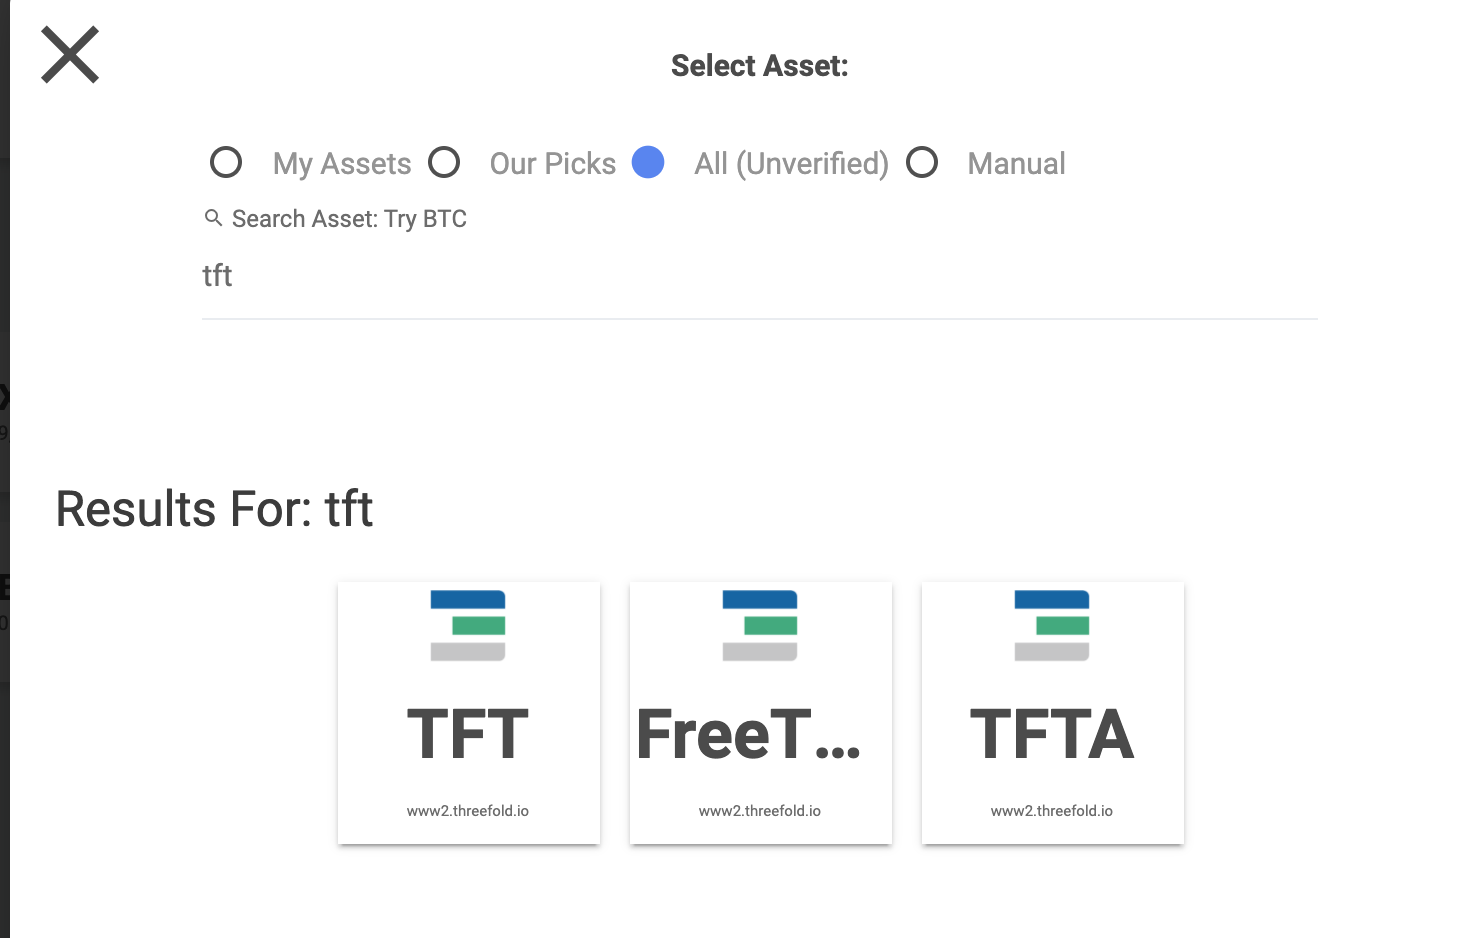 Select Asset:
My Assets Our Picks All (Unverified) Manual
Search Asset: Try BTC
tft
Results For: tft
TFT FreeT... TFTA
www2.threefold.io www2.threefold.io www2.threefold.io